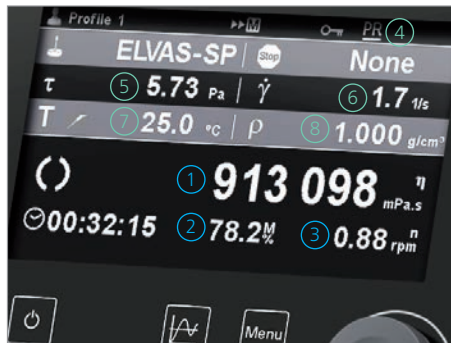 Profile 1 ▸▸M PR 4
ELVAS-SP Stop None
τ 5 5.73 Pa γ̇ 6 1.7 1/s
T 7 25.0 °C ρ 8 1.000 g/cm³
1 913 098 mPa.s η
00:32:15 2 78.2 M% 3 0.88 rpm n
Menu